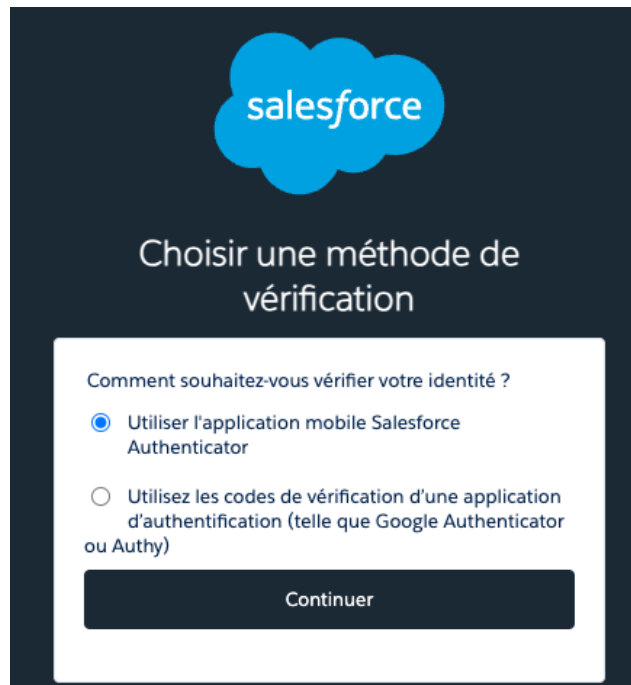 salesforce
Choisir une méthode de
vérification
Comment souhaitez-vous vérifier votre identité ?
Utiliser l'application mobile Salesforce
Authenticator
Utilisez les codes de vérification d’une application
d’authentification (telle que Google Authenticator
ou Authy)
Continuer